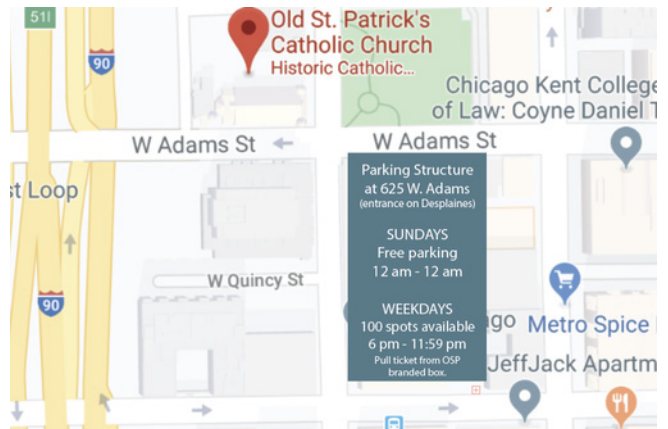 51I
90
Old St. Patrick's
Catholic Church
Historic Catholic...
Chicago Kent College
of Law: Coyne Daniel T
W Adams St
W Adams St
st Loop
Parking Structure
at 625 W. Adams
(entrance on Desplaines)
SUNDAYS
Free parking
12 am - 12 am
W Quincy St
90
WEEKDAYS
100 spots available
6 pm - 11:59 pm
Pull ticket from OSP
branded box.
ago
Metro Spice
JeffJack Apartm